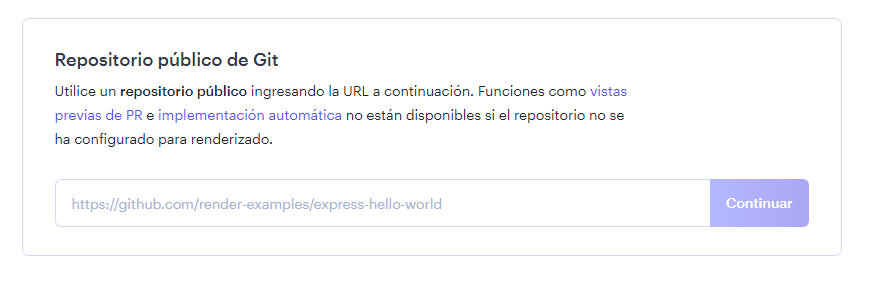 Repositorio público de Git
Utilice un repositorio público ingresando la URL a continuación. Funciones como vistas
previas de PR e implementación automática no están disponibles si el repositorio no se
ha configurado para renderizado.
https://github.com/render-examples/express-hello-world
Continuar